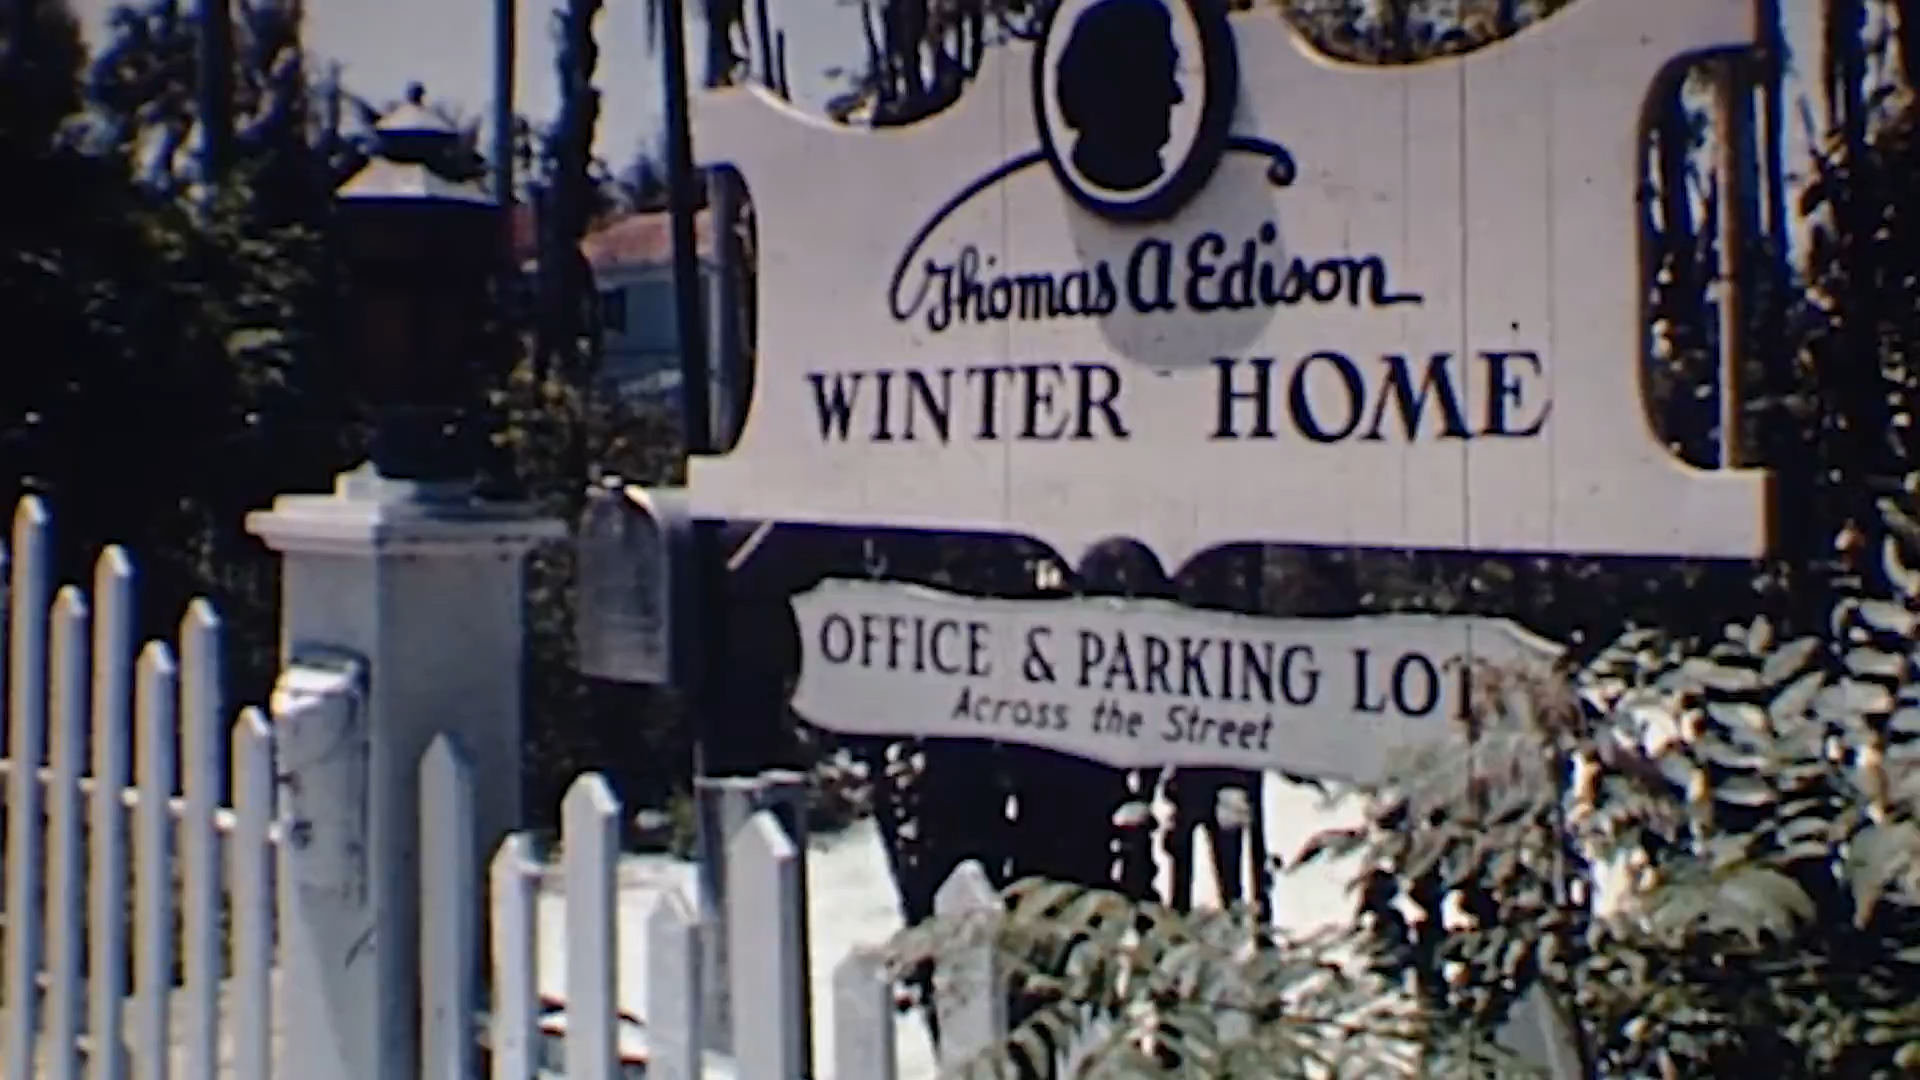 Thomas A Edison
WINTER HOME
OFFICE & PARKING LOT
Across the Street